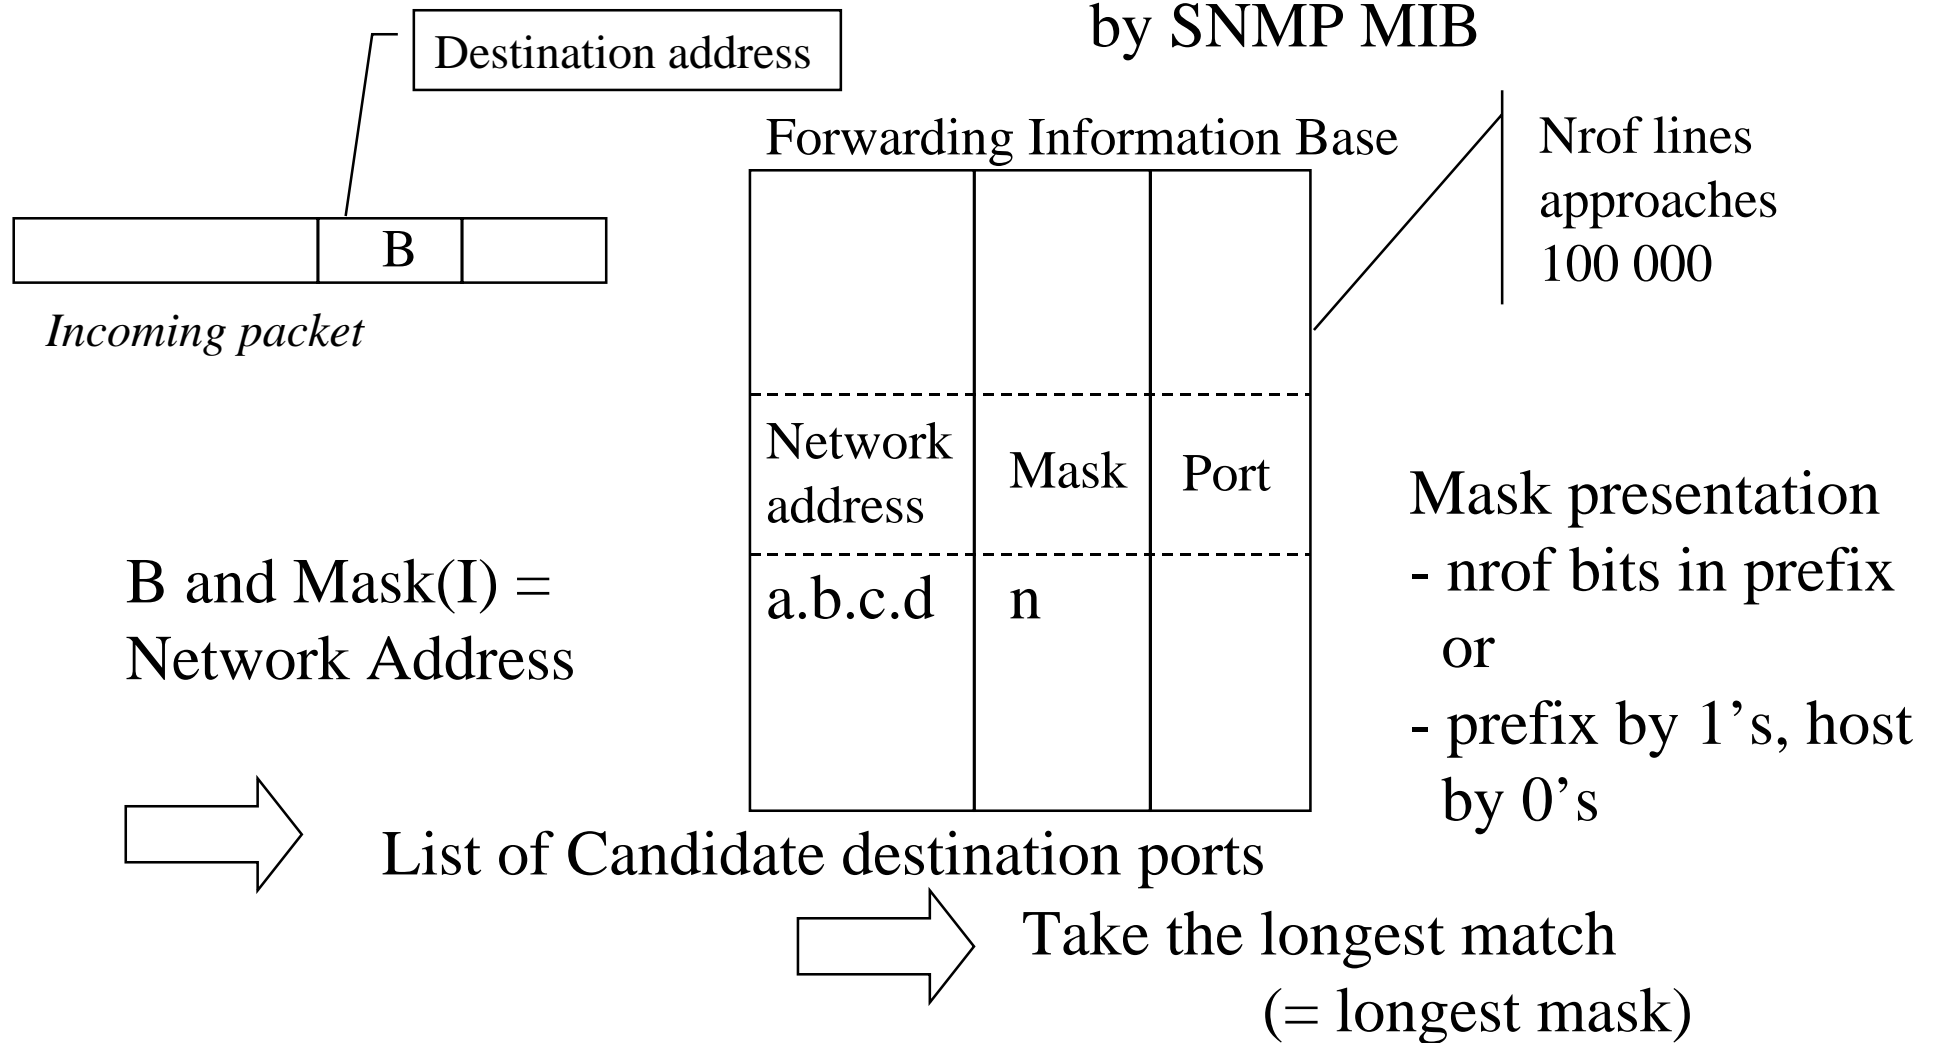 by SNMP MIB
Destination address
Forwarding Information Base
Nrof lines
approaches
100 000
B
Incoming packet
Network
address
Mask
Port
a.b.c.d
n
Mask presentation
- nrof bits in prefix
or
- prefix by 1’s, host
by 0’s
B and Mask(I) =
Network Address
List of Candidate destination ports
Take the longest match
(= longest mask)